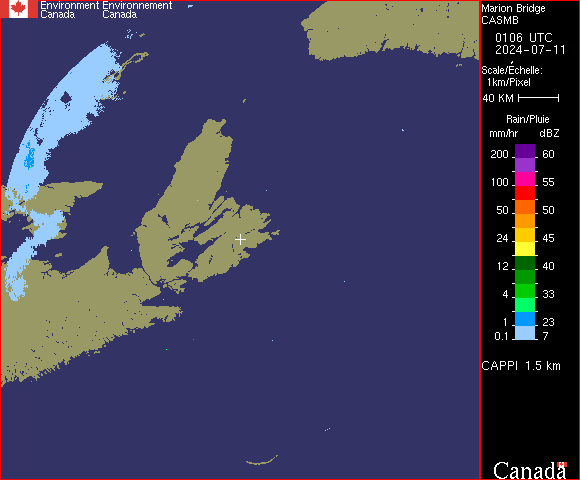 Environment Environnement
Canada Canada
Marion Bridge
CASMB
0106 UTC
2024-07-11
Scale/Échelle:
1km/Pixel
40 KM
Rain/Pluie
mm/hr dBZ
200 60
100 55
50 50
24 45
12 40
4 33
1 23
0.1 7
CAPPI 1.5 km
Canada